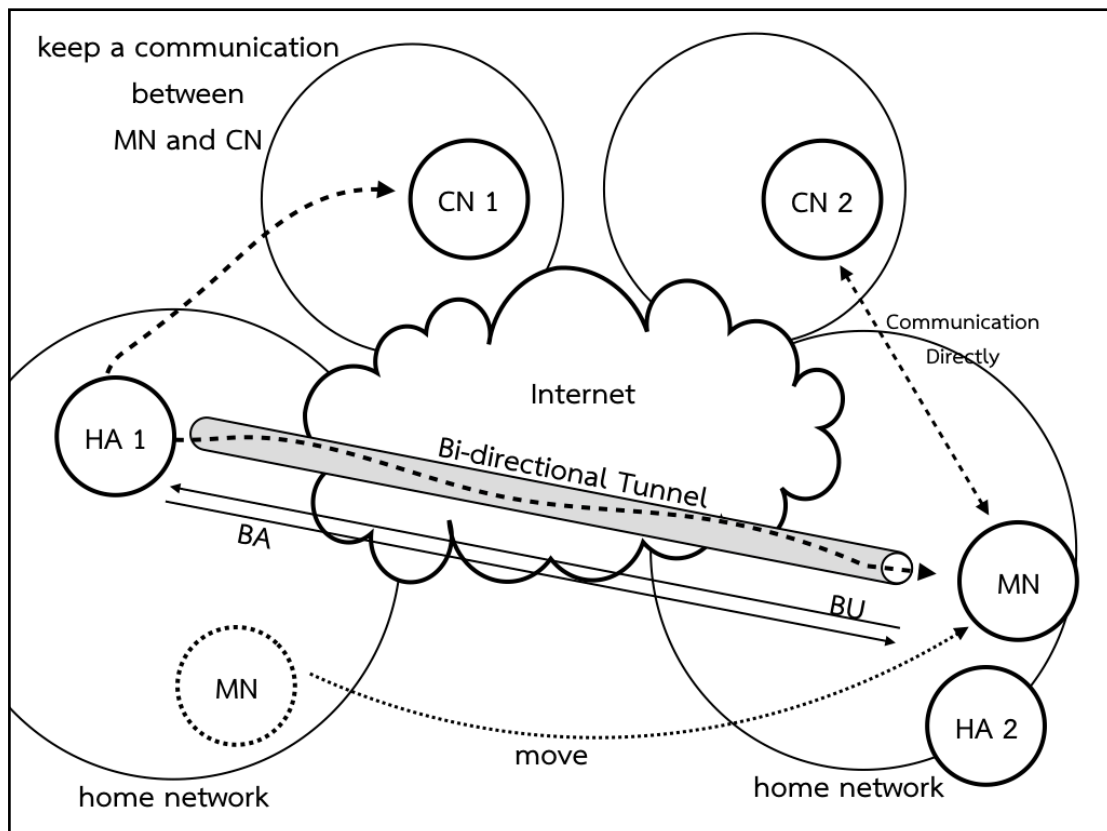 keep a communication
between
MN and CN
CN 1
CN 2
Communication
Directly
Internet
HA 1
Bi-directional Tunnel
BA
BU
MN
MN
HA 2
move
home network
home network